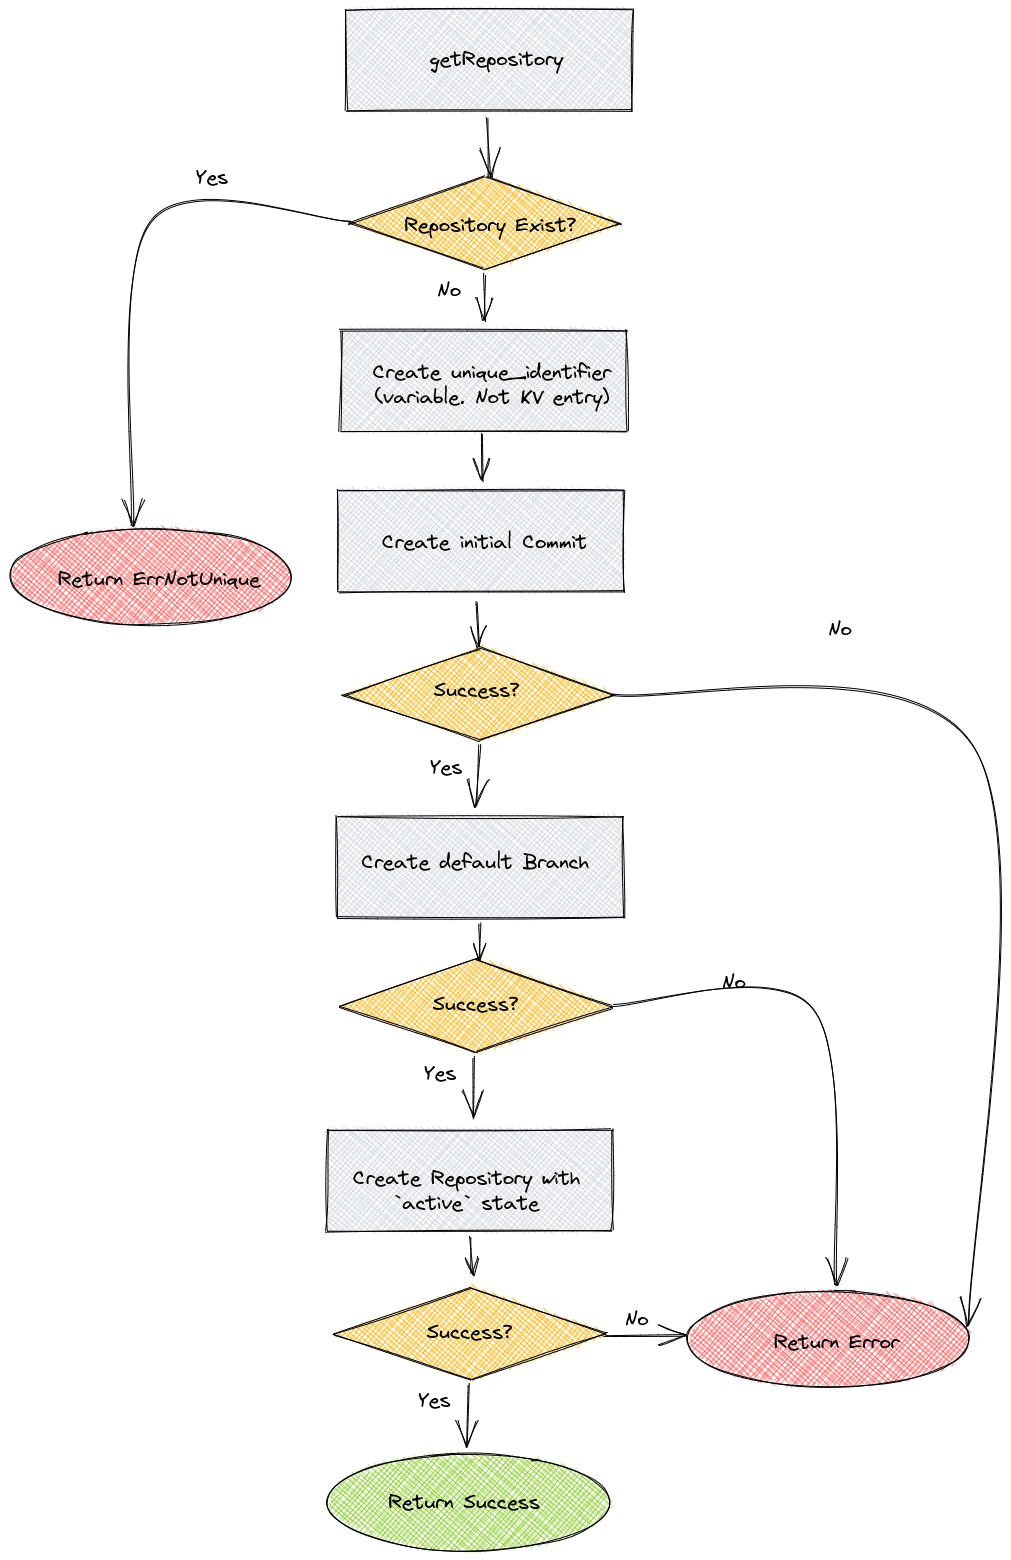 getRepository
Yes
Repository Exist?
No
Create unique_identifier
(variable. Not KV entry)
Create initial Commit
Return ErrNotUnique
No
Success?
Yes
Create default Branch
No
Success?
Yes
Create Repository with
`active` state
Success?
No
Return Error
Yes
Return Success